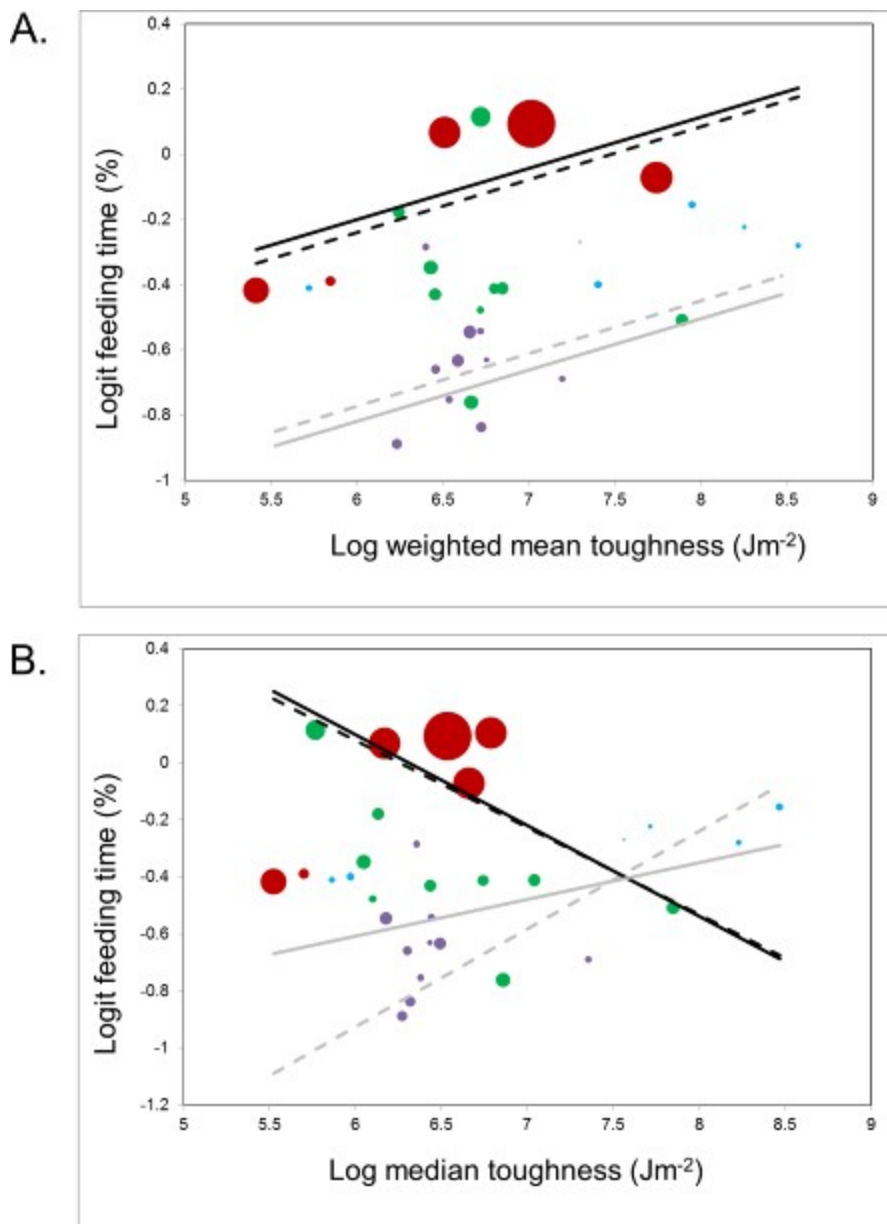 A.
0.4
0.2
0
-0.2
-0.4
-0.6
-0.8
-1
Logit feeding time (%)
5 5.5 6 6.5 7 7.5 8 8.5 9
Log weighted mean toughness (Jm-2)
B.
0.4
0.2
0
-0.2
-0.4
-0.6
-0.8
-1
-1.2
Logit feeding time (%)
5 5.5 6 6.5 7 7.5 8 8.5 9
Log median toughness (Jm-2)